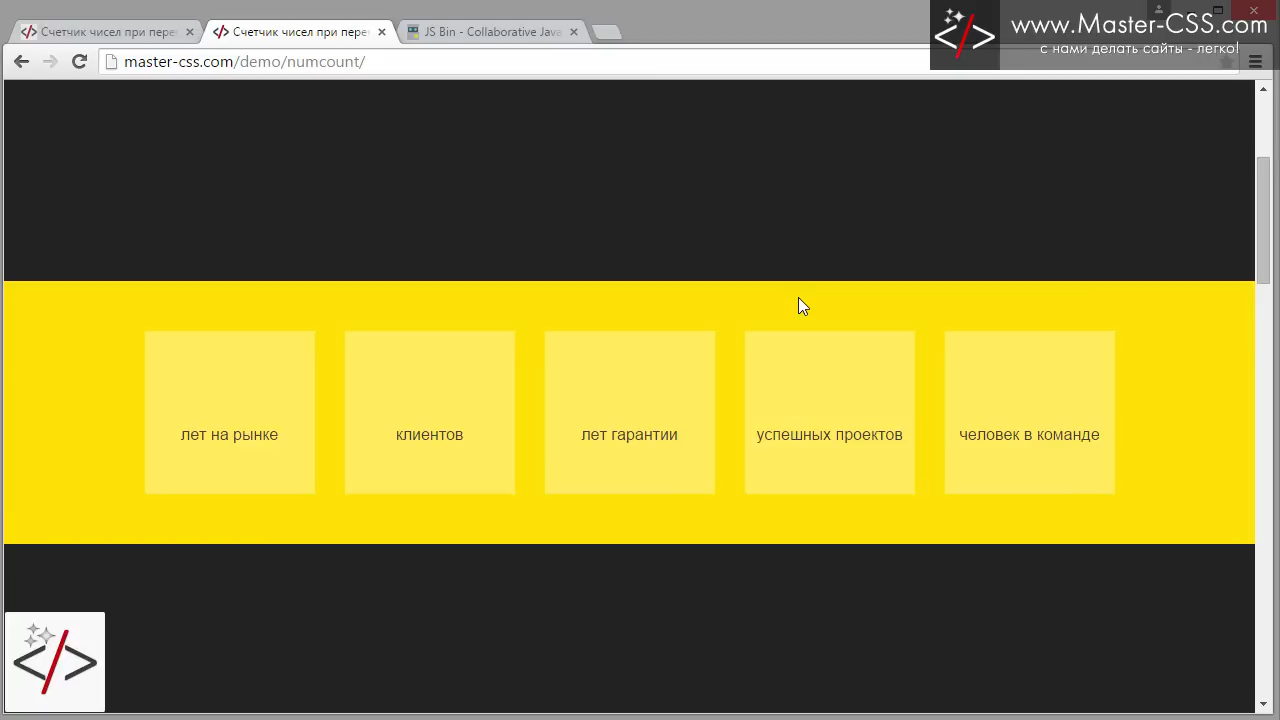 Счетчик чисел при пере
Счетчик чисел при пере
JS Bin - Collaborative Java
www.Master-CSS.com
с нами делать сайты - легко!
master-css.com/demo/numcount/
лет на рынке
клиентов
лет гарантии
успешных проектов
человек в команде